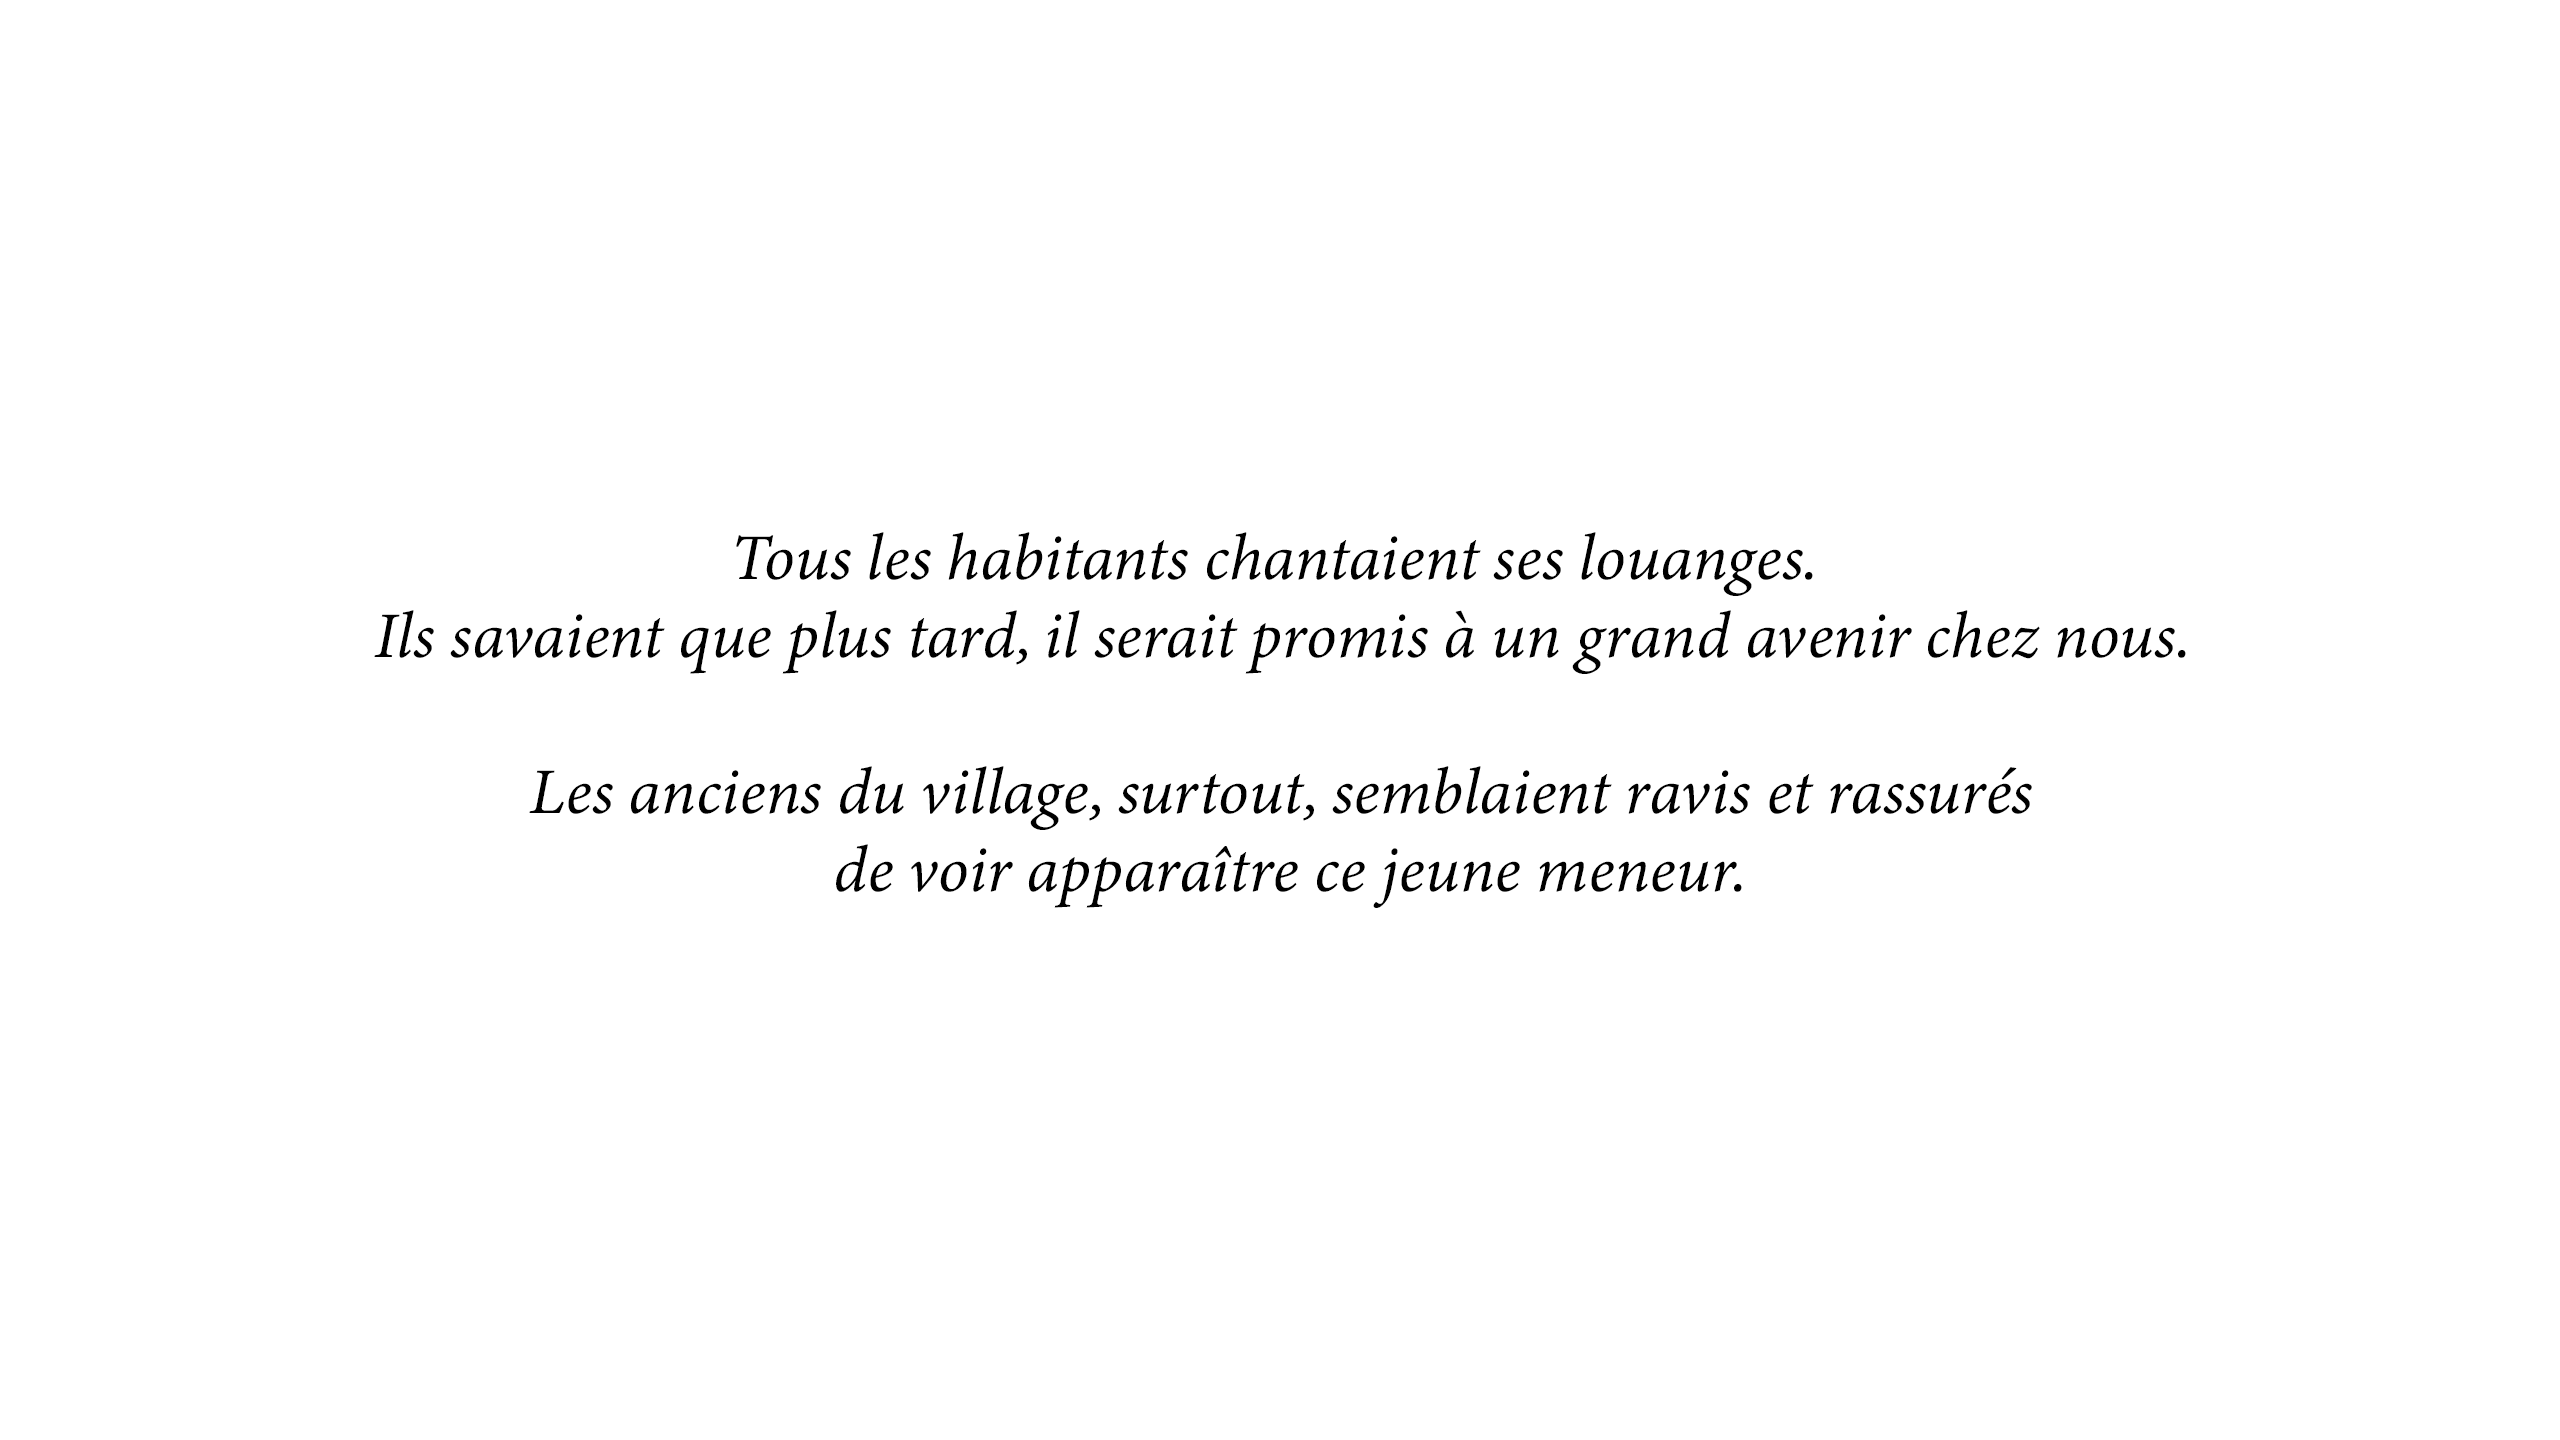 Tous les habitants chantaient ses louanges.
Ils savaient que plus tard, il serait promis à un grand avenir chez nous.
Les anciens du village, surtout, semblaient ravis et rassurés
de voir apparaître ce jeune meneur.